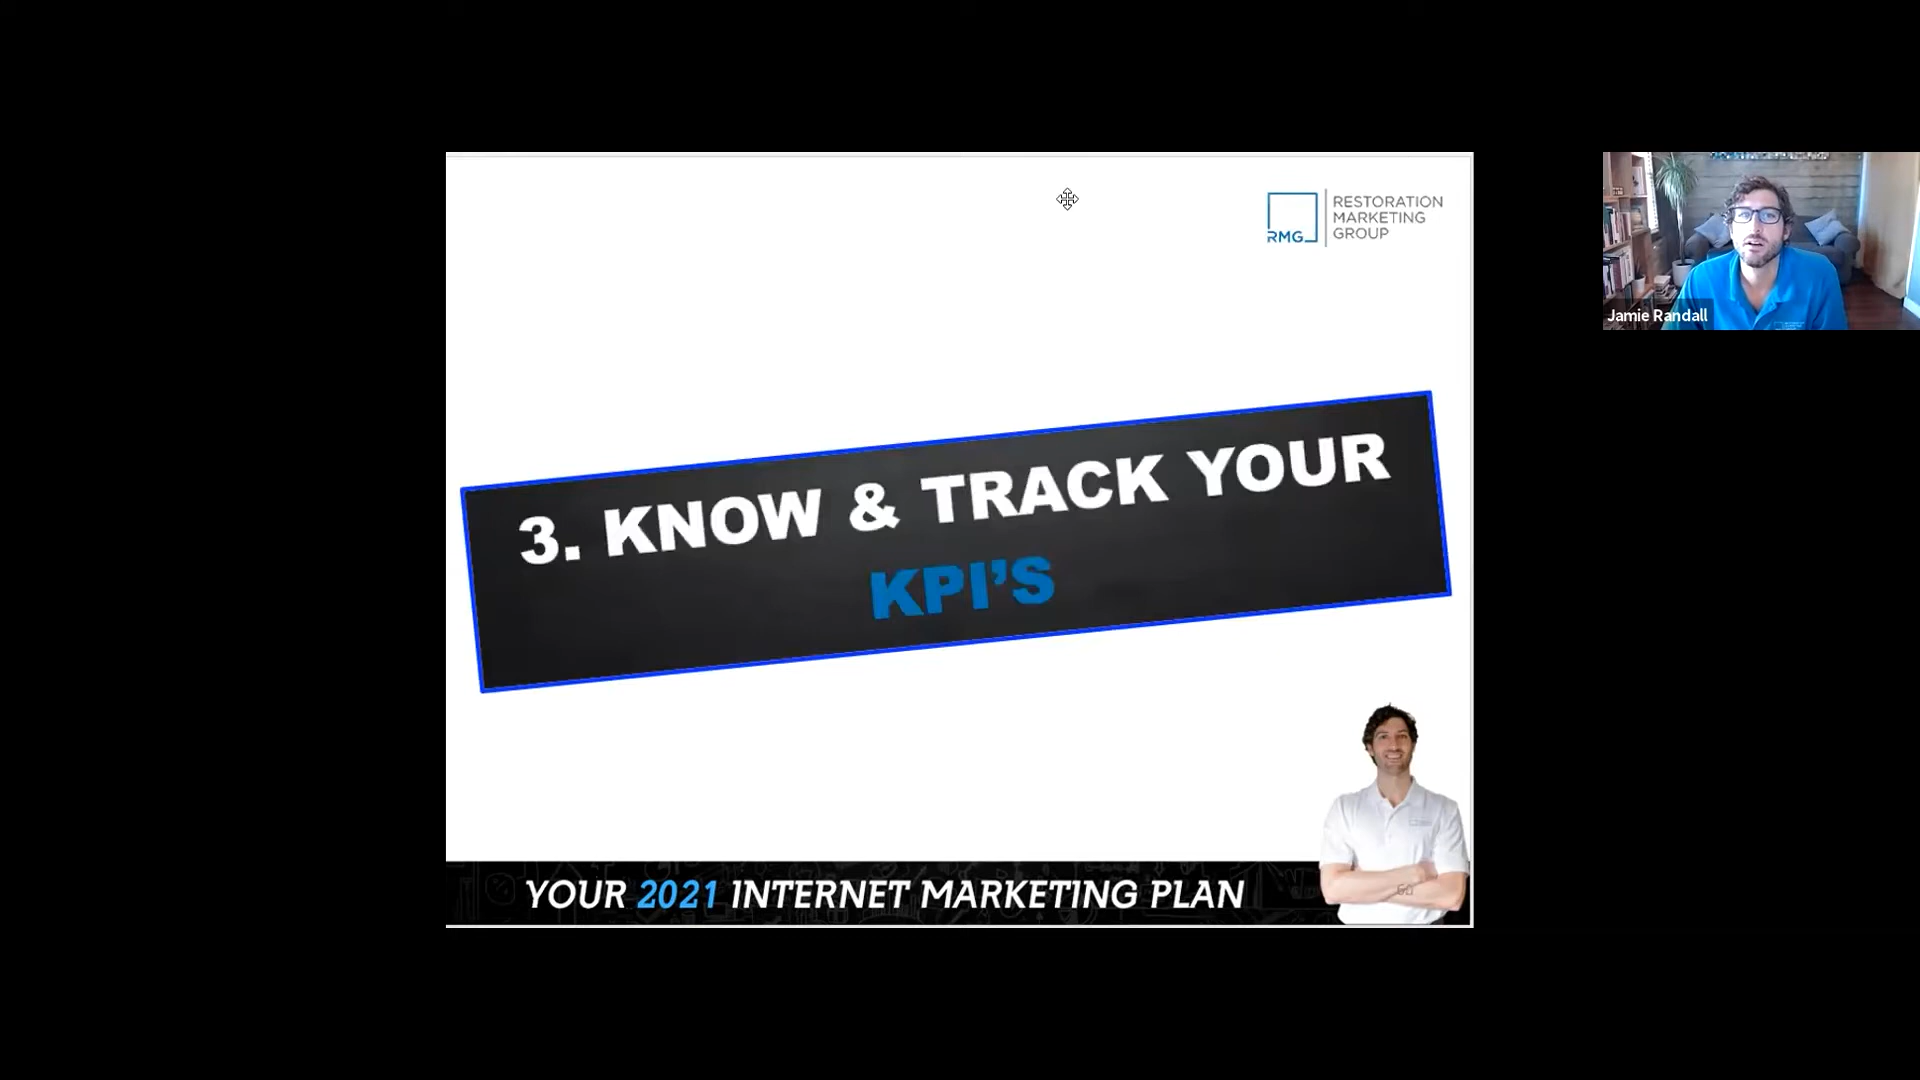 RESTORATION
MARKETING
GROUP
RMG
Jamie Randall
3. KNOW & TRACK YOUR
KPI'S
YOUR 2021 INTERNET MARKETING PLAN